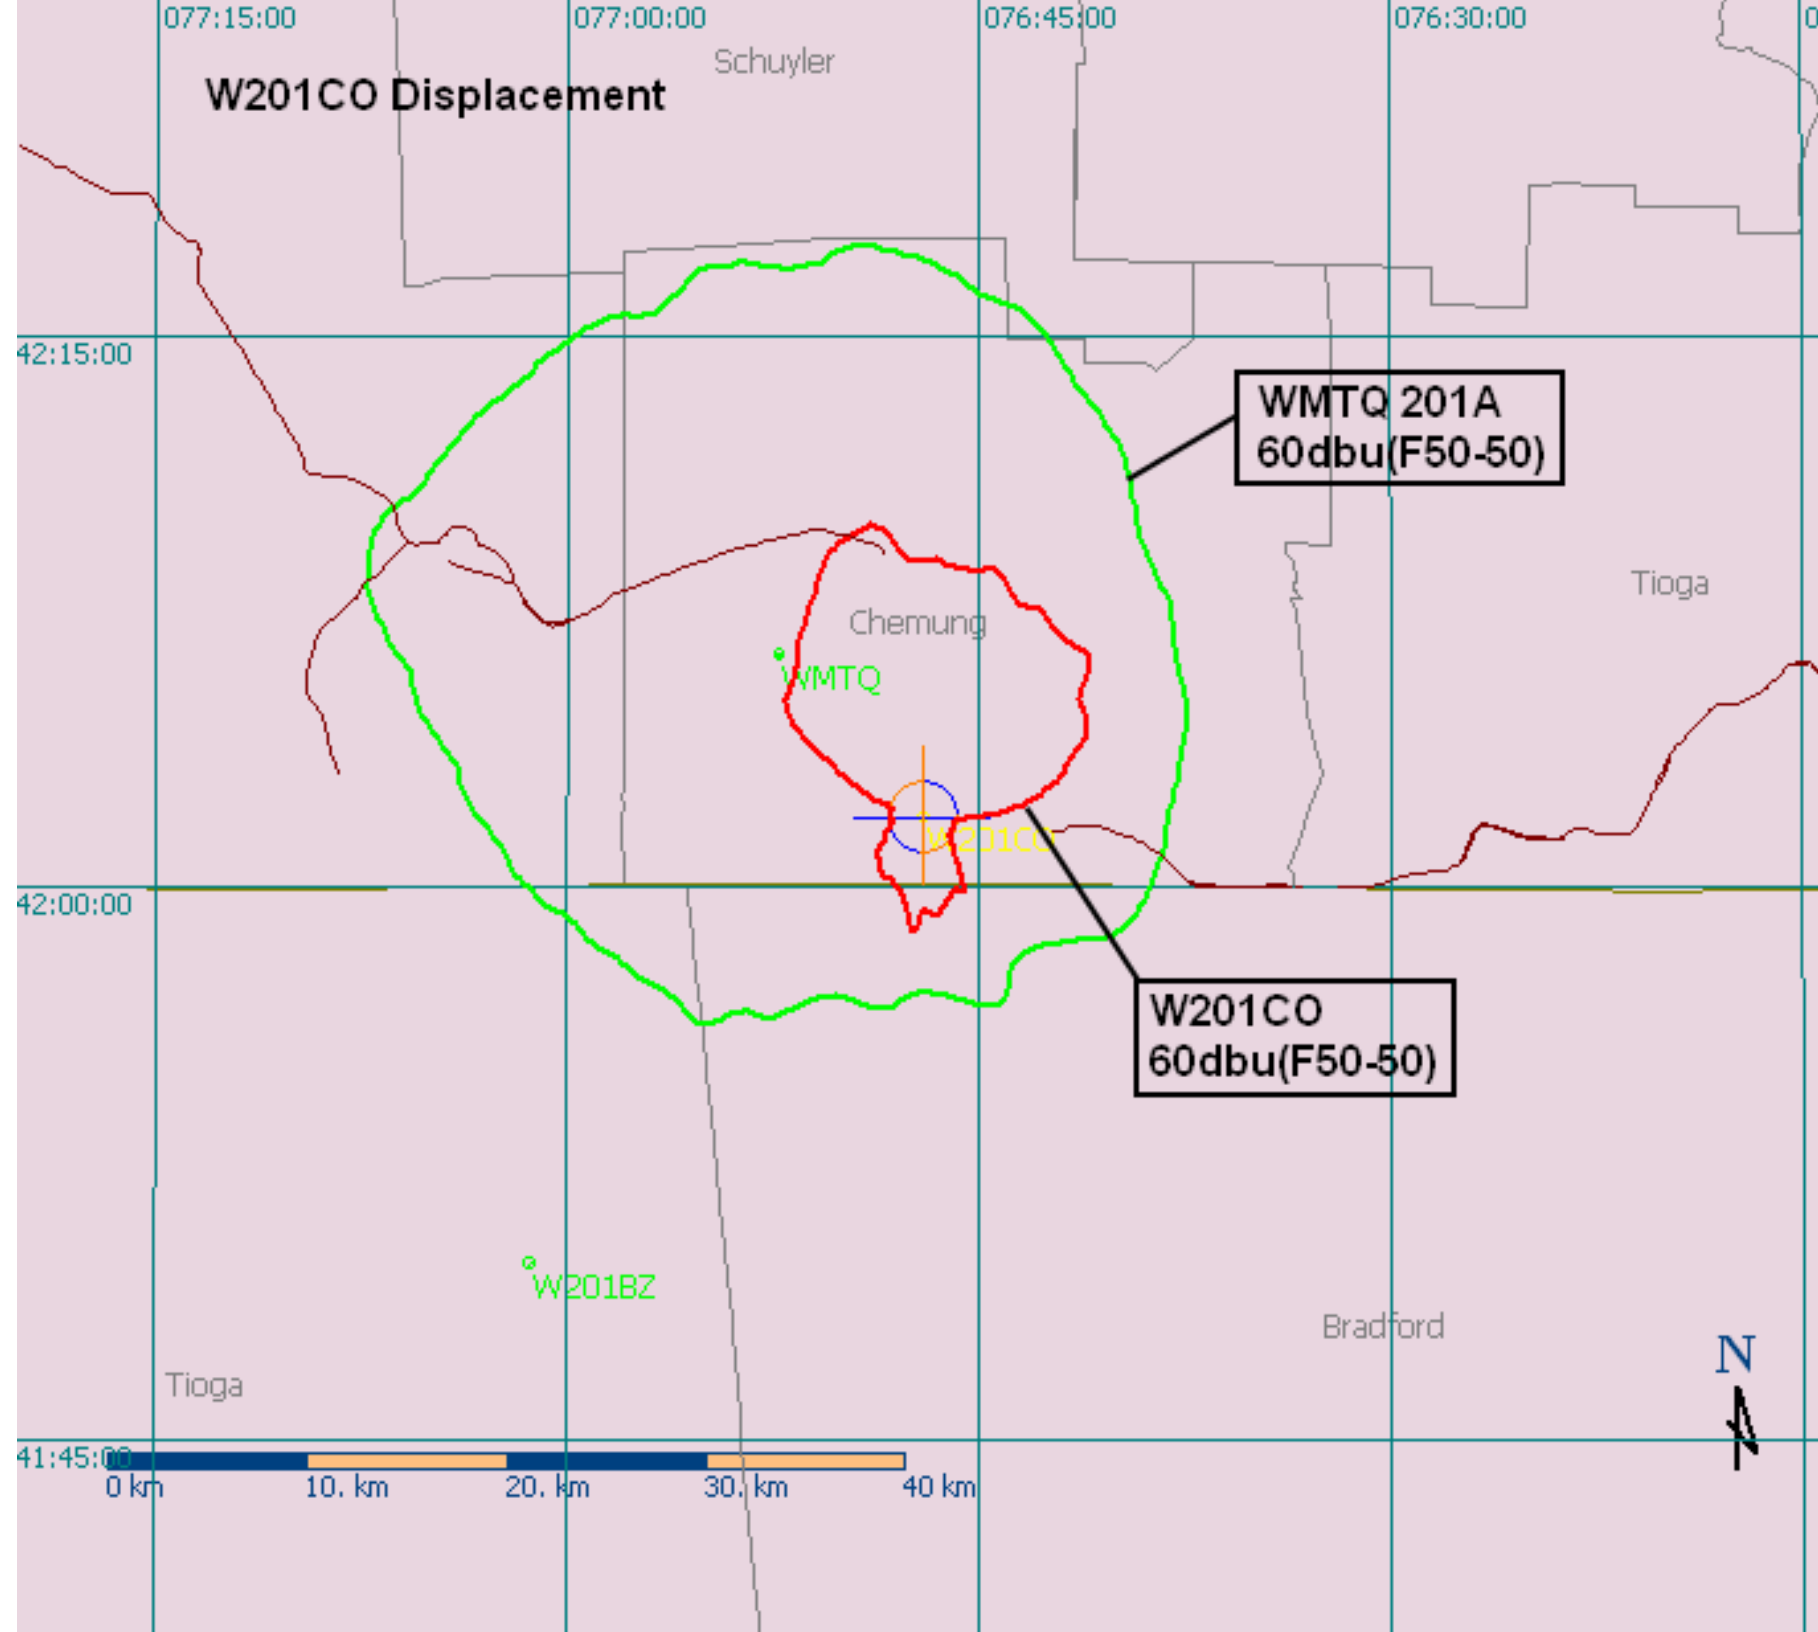 077:15:00
077:00:00
076:45:00
076:30:00
0
Schuyler
W201CO Displacement
42:15:00
WMTQ 201A
60dbu(F50-50)
Tioga
Chemung
WMTQ
W201CO
42:00:00
W201CO
60dbu(F50-50)
W201BZ
Bradford
N
Tioga
41:45:00
0 km
10. km
20. km
30. km
40 km